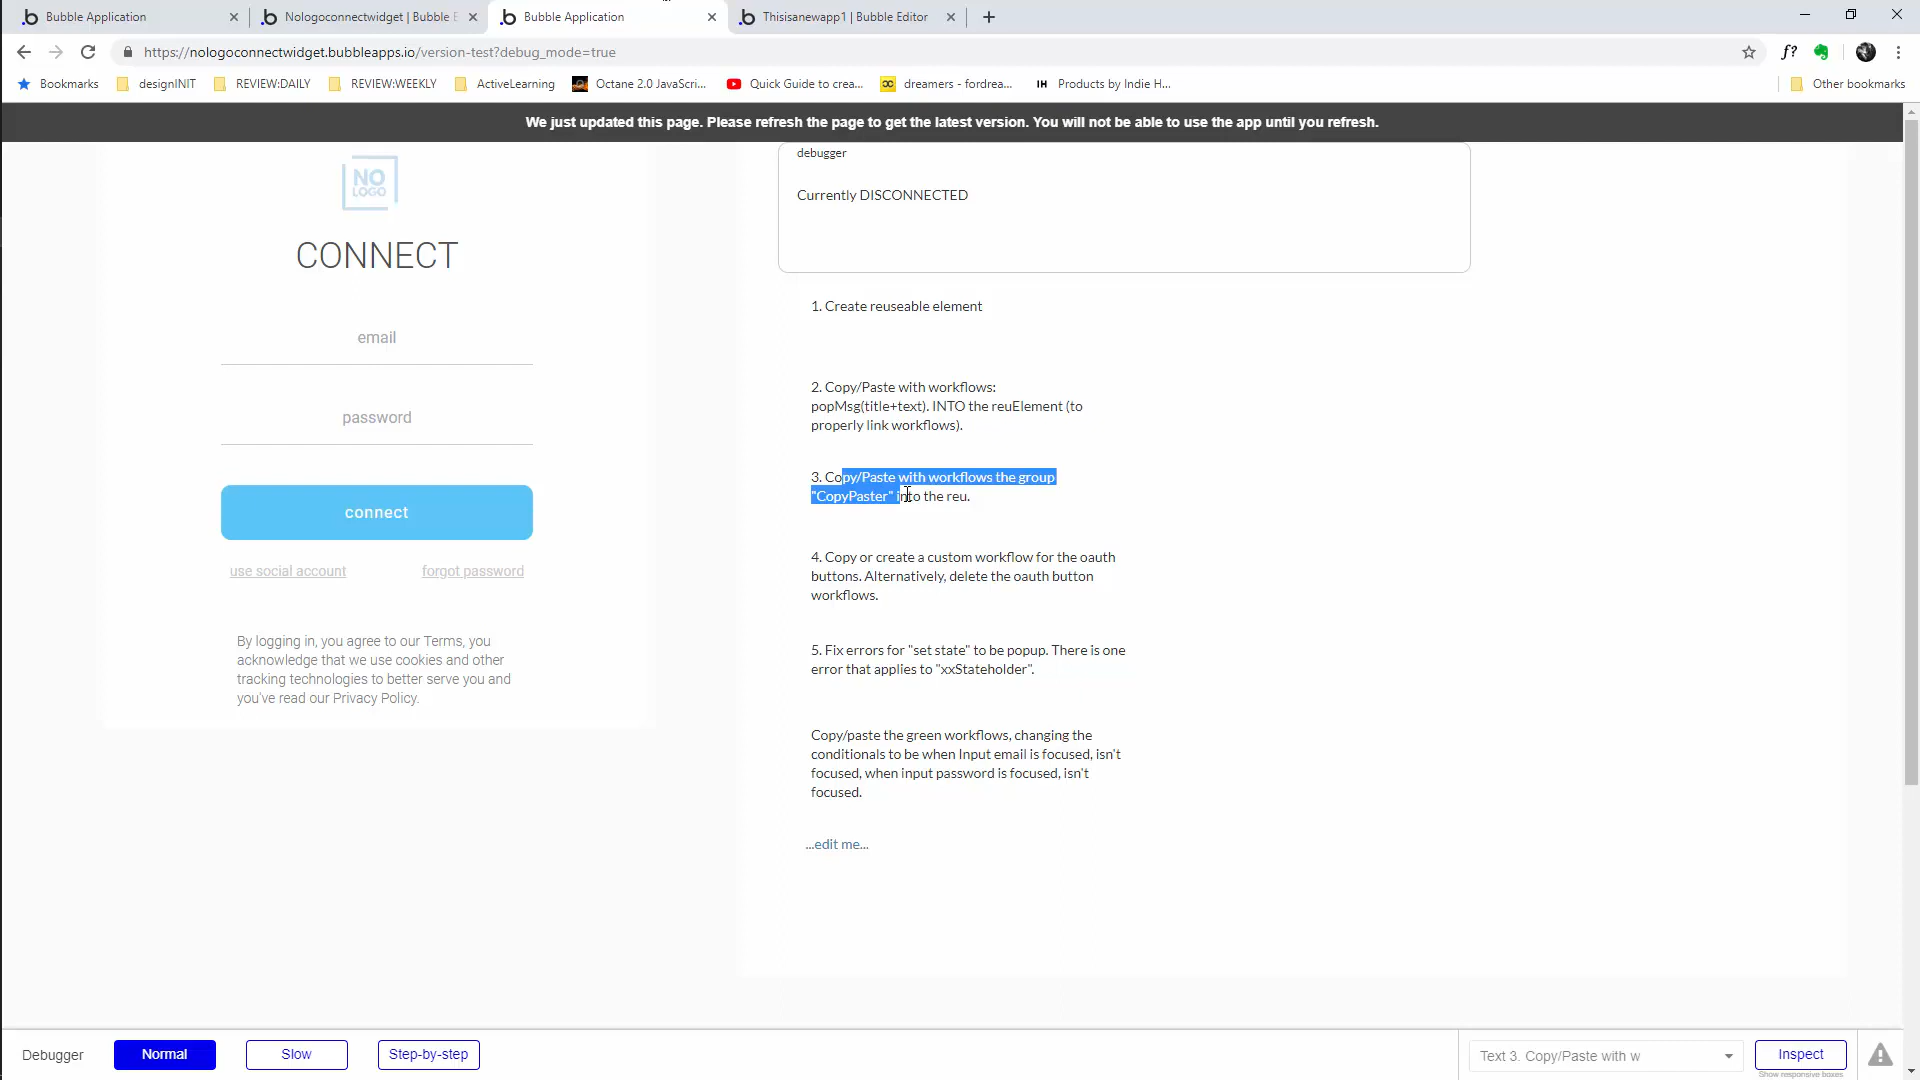 Bubble Application
Nologoconnectwidget | Bubble E
Bubble Application
Thisisanewapp1 | Bubble Editor
https://nologoconnectwidget.bubbleapps.io/version-test?debug_mode=true
f?
Bookmarks
designINIT
REVIEW:DAILY
REVIEW:WEEKLY
ActiveLearning
Octane 2.0 JavaScri...
Quick Guide to crea...
dreamers - fordrea...
IH Products by Indie H...
Other bookmarks
We just updated this page. Please refresh the page to get the latest version. You will not be able to use the app until you refresh.
NO
LOGO
CONNECT
email
password
connect
use social account
forgot password
By logging in, you agree to our Terms, you
acknowledge that we use cookies and other
tracking technologies to better serve you and
you've read our Privacy Policy.
debugger
Currently DISCONNECTED
1. Create reuseable element
2. Copy/Paste with workflows:
popMsg(title+text). INTO the reuElement (to
properly link workflows).
3. Copy/Paste with workflows the group
"CopyPaster" into the reu.
4. Copy or create a custom workflow for the oauth
buttons. Alternatively, delete the oauth button
workflows.
5. Fix errors for "set state" to be popup. There is one
error that applies to "xxStateholder".
Copy/paste the green workflows, changing the
conditionals to be when Input email is focused, isn't
focused, when input password is focused, isn't
focused.
...edit me...
Debugger
Normal
Slow
Step-by-step
Text 3. Copy/Paste with w
Inspect
Show responsive boxes